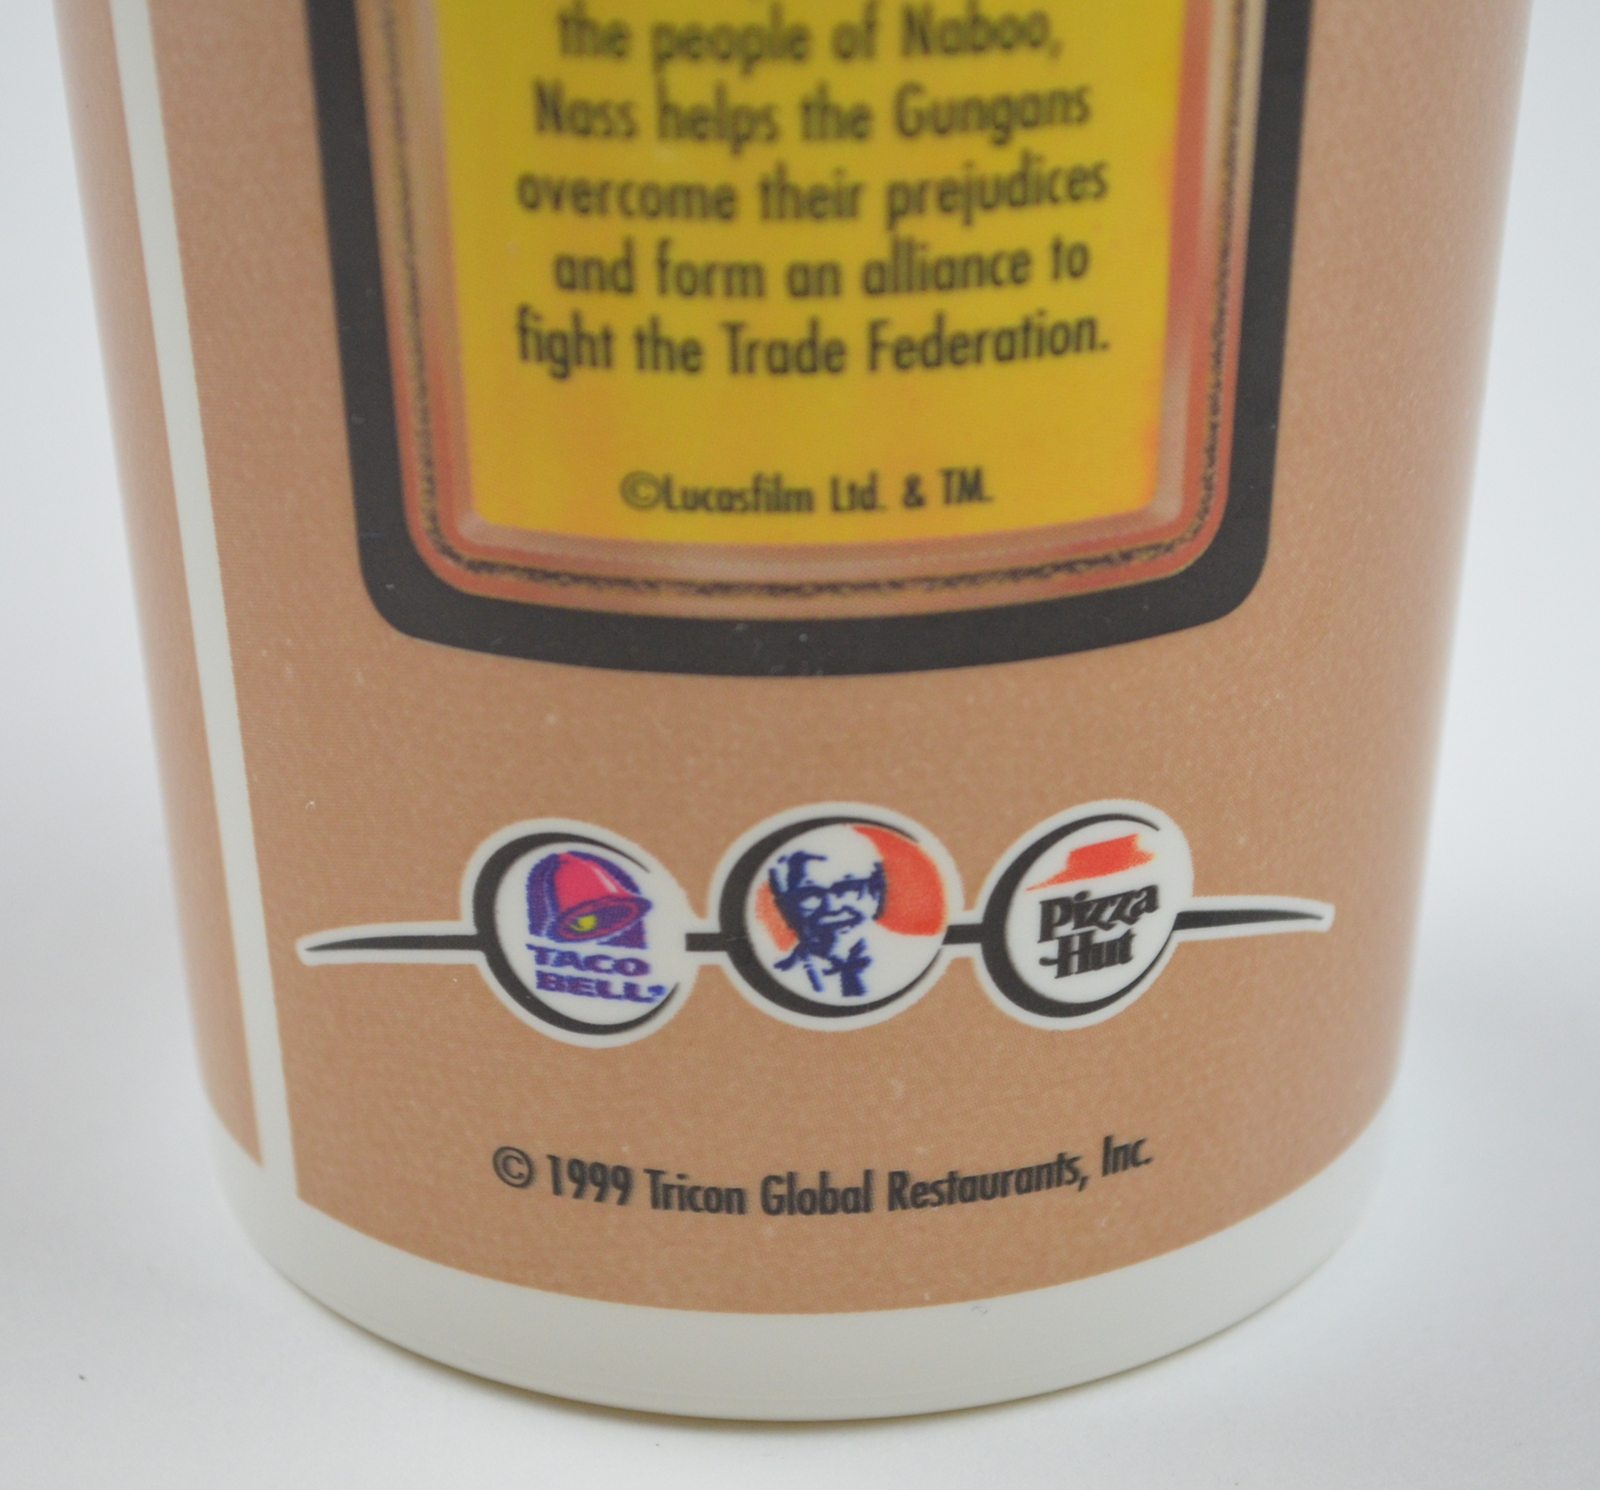 the people of Naboo,
Nass helps the Gungans
overcome their prejudices
and form an alliance to
fight the Trade Federation.
©Lucasfilm Ltd. & TM.
TACO
BELL®
Pizza
Hut
© 1999 Tricon Global Restaurants, Inc.